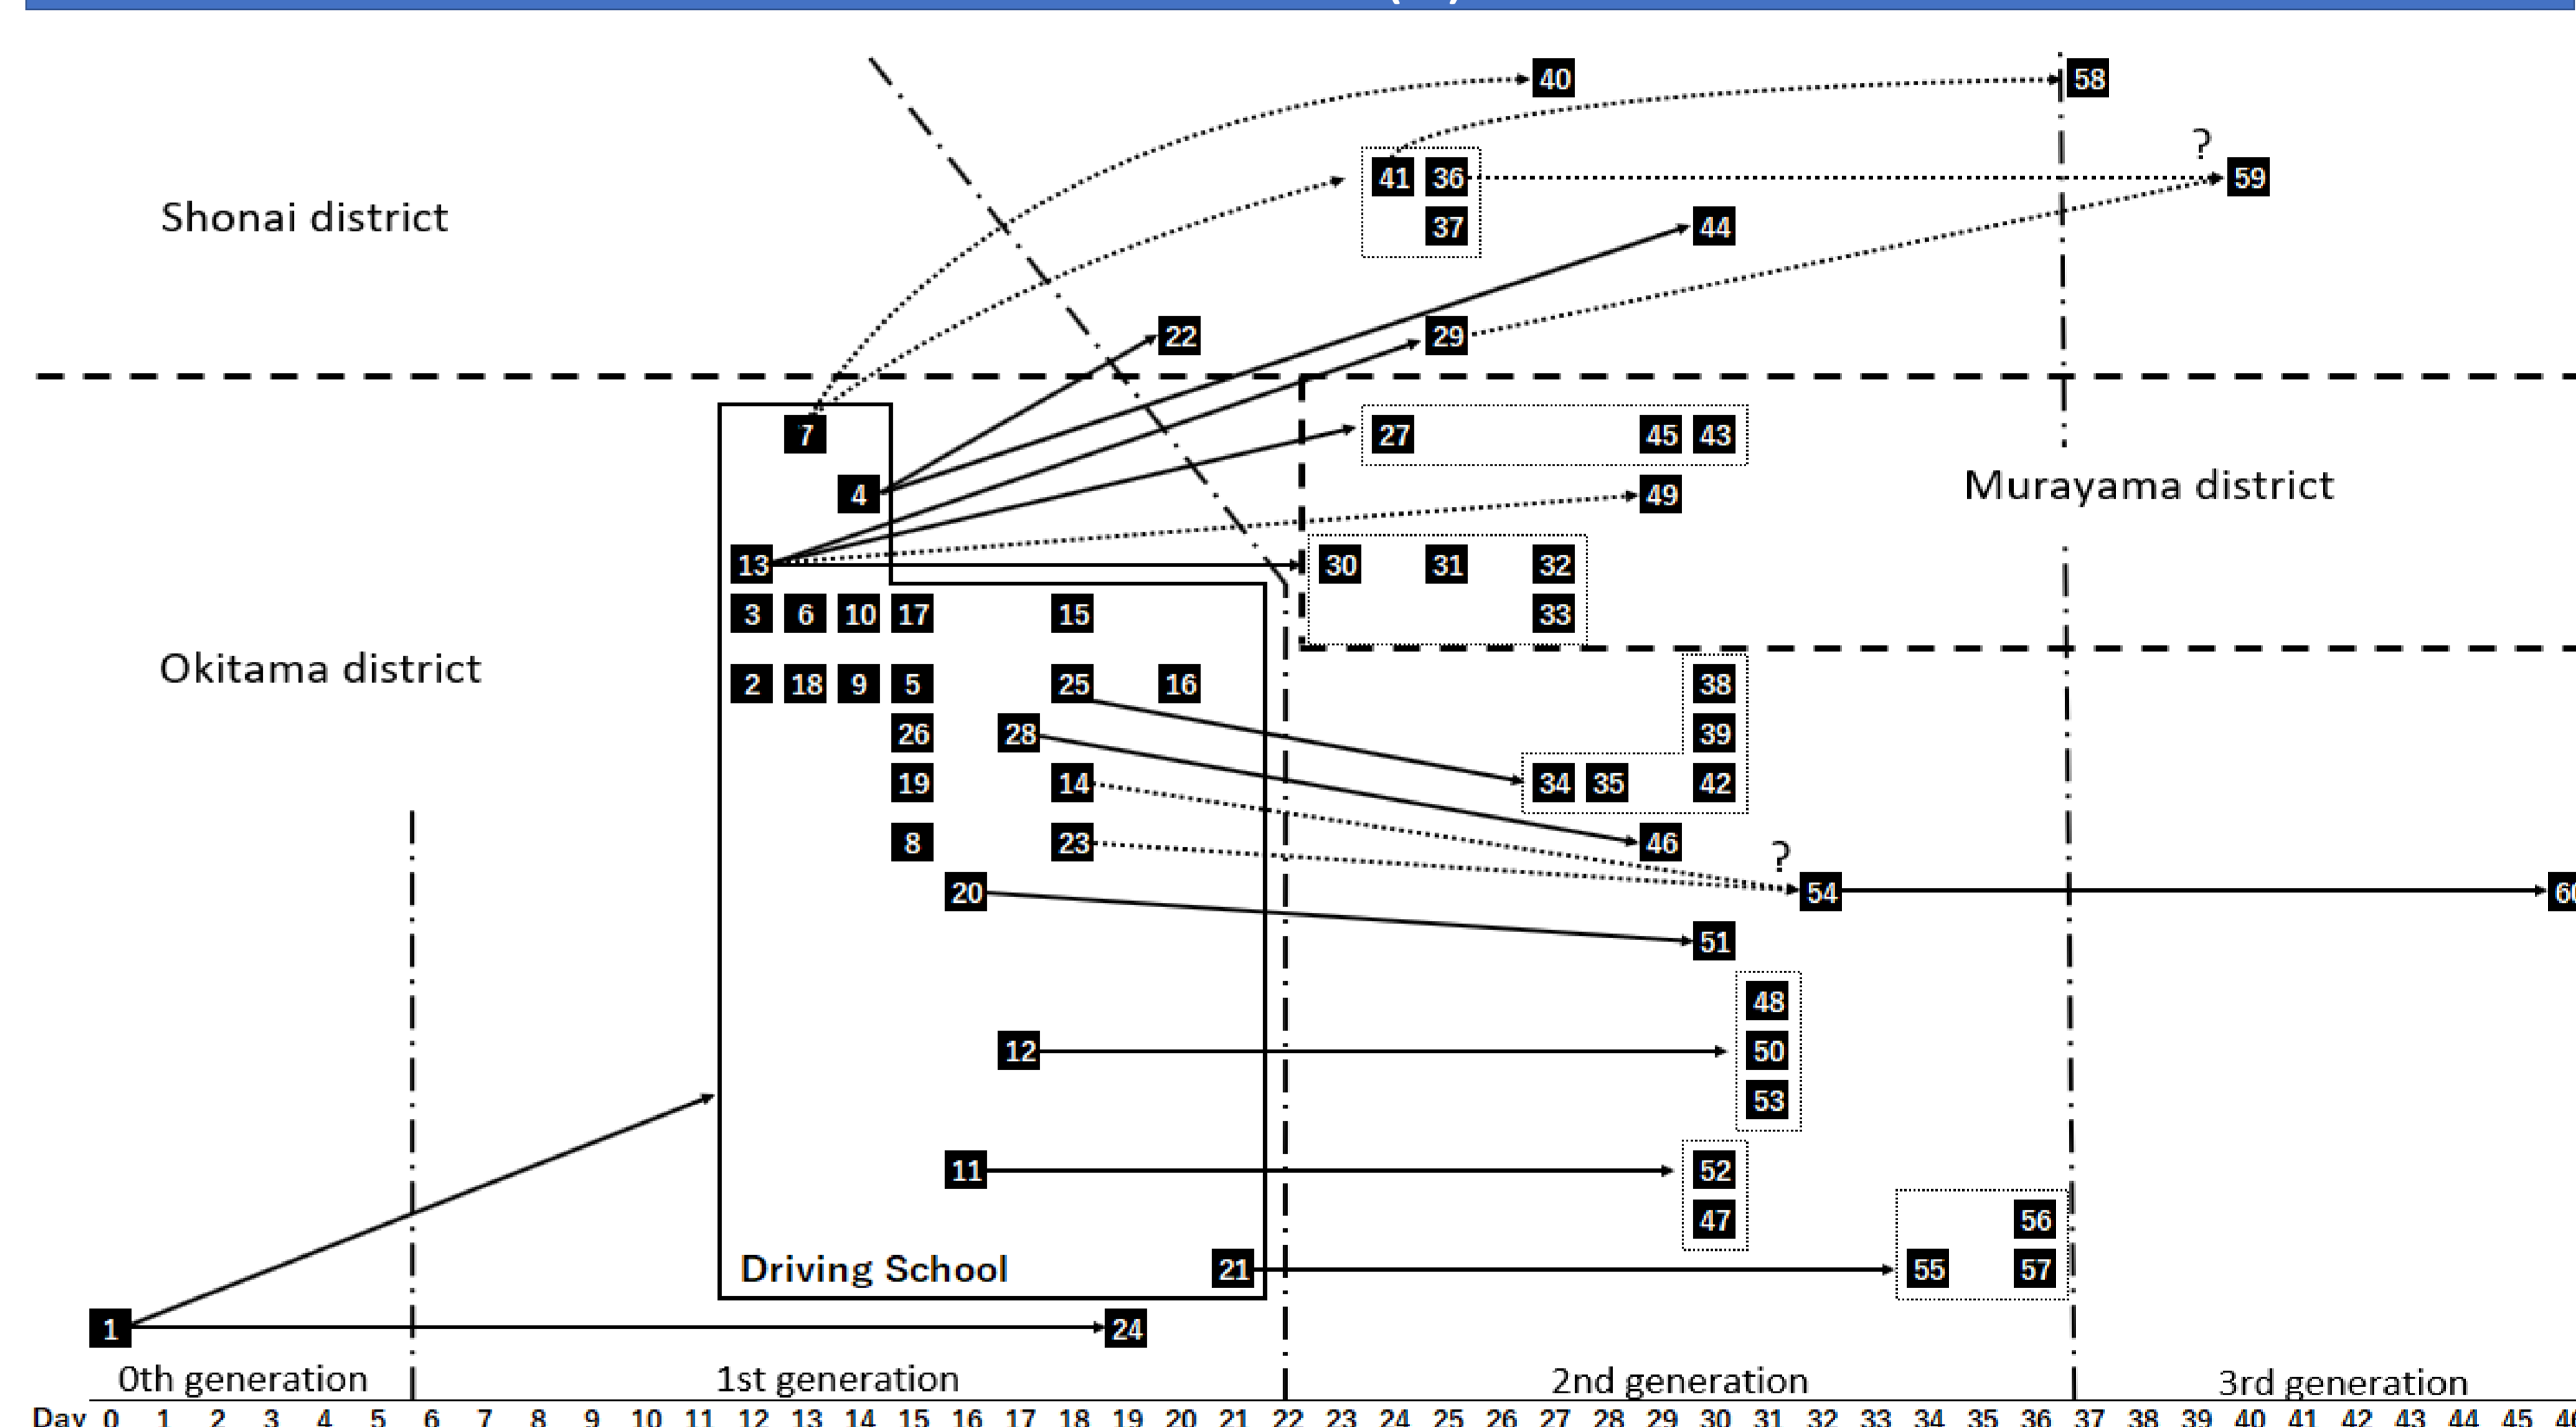 40 58
?
41 36 59
37 44
Shonai district
22 29
7 27 45 43
4 49
Murayama district
13 30 31 32
3 6 10 17 15 33
Okitama district
2 18 9 5 25 16 38
26 28 39
19 14 34 35 42
8 23 46
?
20 54
51
48
12 50
53
11 52
47 56
Driving School 21 55 57
1 24
0th generation 1st generation 2nd generation 3rd generation
Day 0 1 2 3 4 5 6 7 8 9 10 11 12 13 14 15 16 17 18 19 20 21 22 23 24 25 26 27 28 29 30 31 32 33 34 35 36 37 38 39 40 41 42 43 44 45